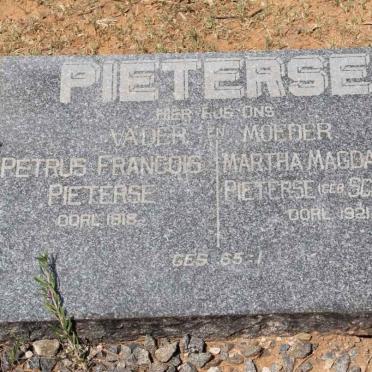 PIETERSE
HIER RUS ONS
VADER EN MOEDER
PETRUS FRANCOIS
PIETERSE
OORL 1918
MARTHA MAGDA
PIETERSE (GEB. SC
OORL 1921
GES 65:1